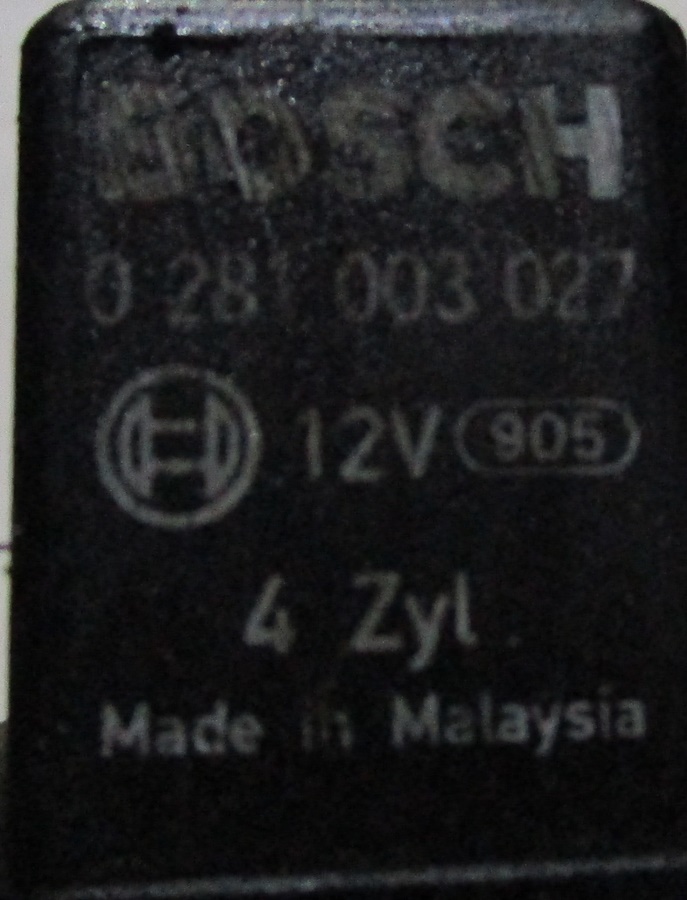 BOSCH
0 281 003 027
12V 905
4 Zyl
Made in Malaysia